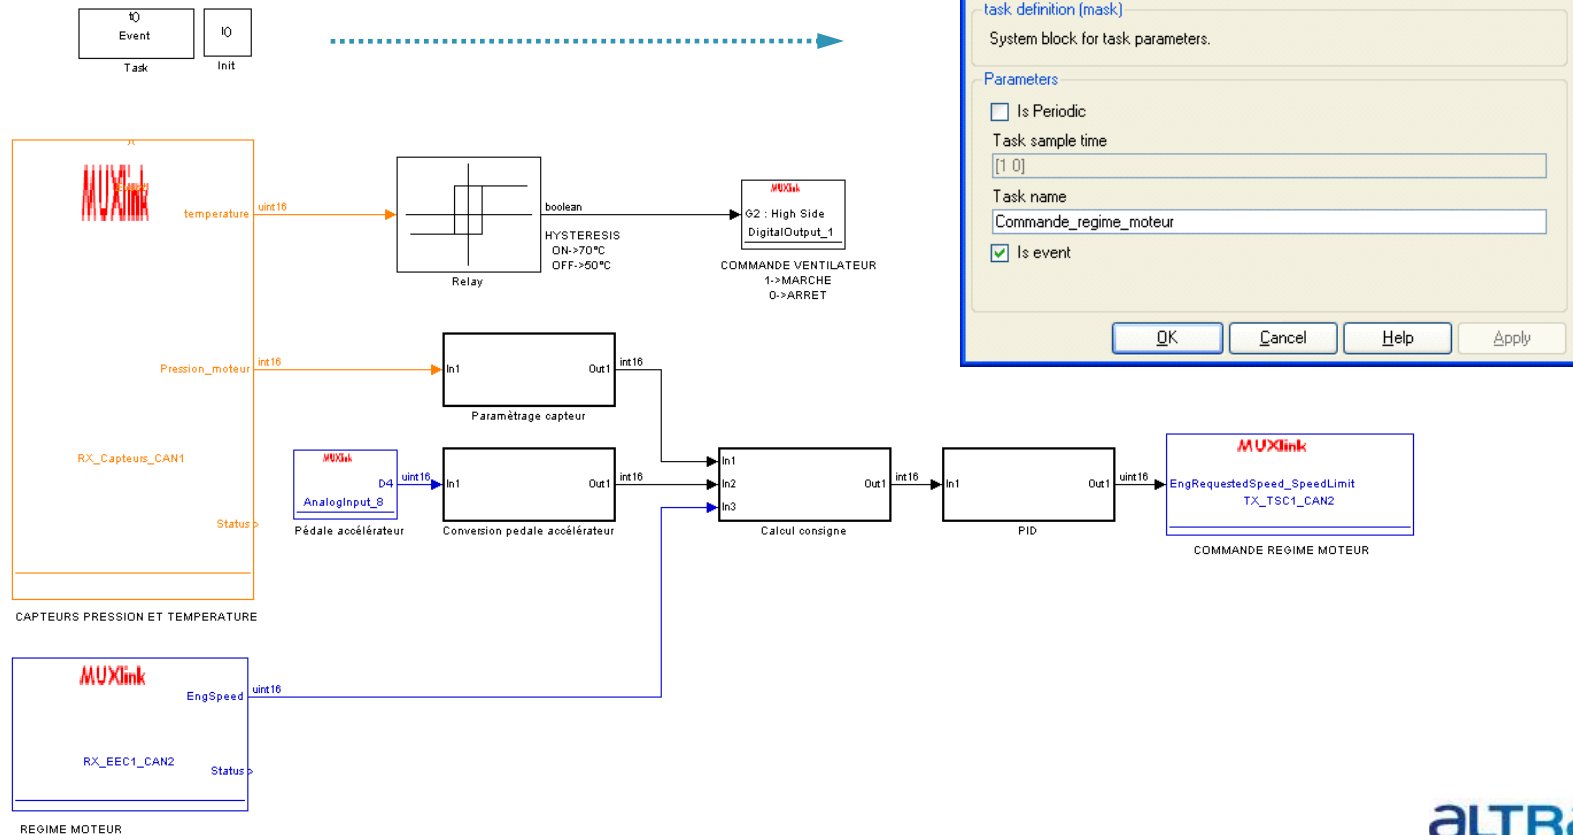 t()
Event
Task
I()
Init
task definition (mask)
System block for task parameters.
Parameters
Is Periodic
Task sample time
[1 0]
Task name
Commande_regime_moteur
Is event
OK
Cancel
Help
Apply
MUXlink
temperature
uint16
Relay
boolean
HYSTERESIS
ON->70°C
OFF->50°C
MUXlink
G2 : High Side
DigitalOutput_1
COMMANDE VENTILATEUR
1->MARCHE
0->ARRET
Pression_moteur
int16
In1
Out1
int16
Paramètrage capteur
RX_Capteurs_CAN1
Status
CAPTEURS PRESSION ET TEMPERATURE
MUXlink
D4
AnalogInput_8
Pédale accélérateur
uint16
In1
Out1
int16
Conversion pedale accélérateur
In1
In2
In3
Out1
int16
Calcul consigne
In1
Out1
uint16
PID
MUXlink
EngRequestedSpeed_SpeedLimit
TX_TSC1_CAN2
COMMANDE REGIME MOTEUR
MUXlink
EngSpeed
uint16
RX_EEC1_CAN2
Status
REGIME MOTEUR